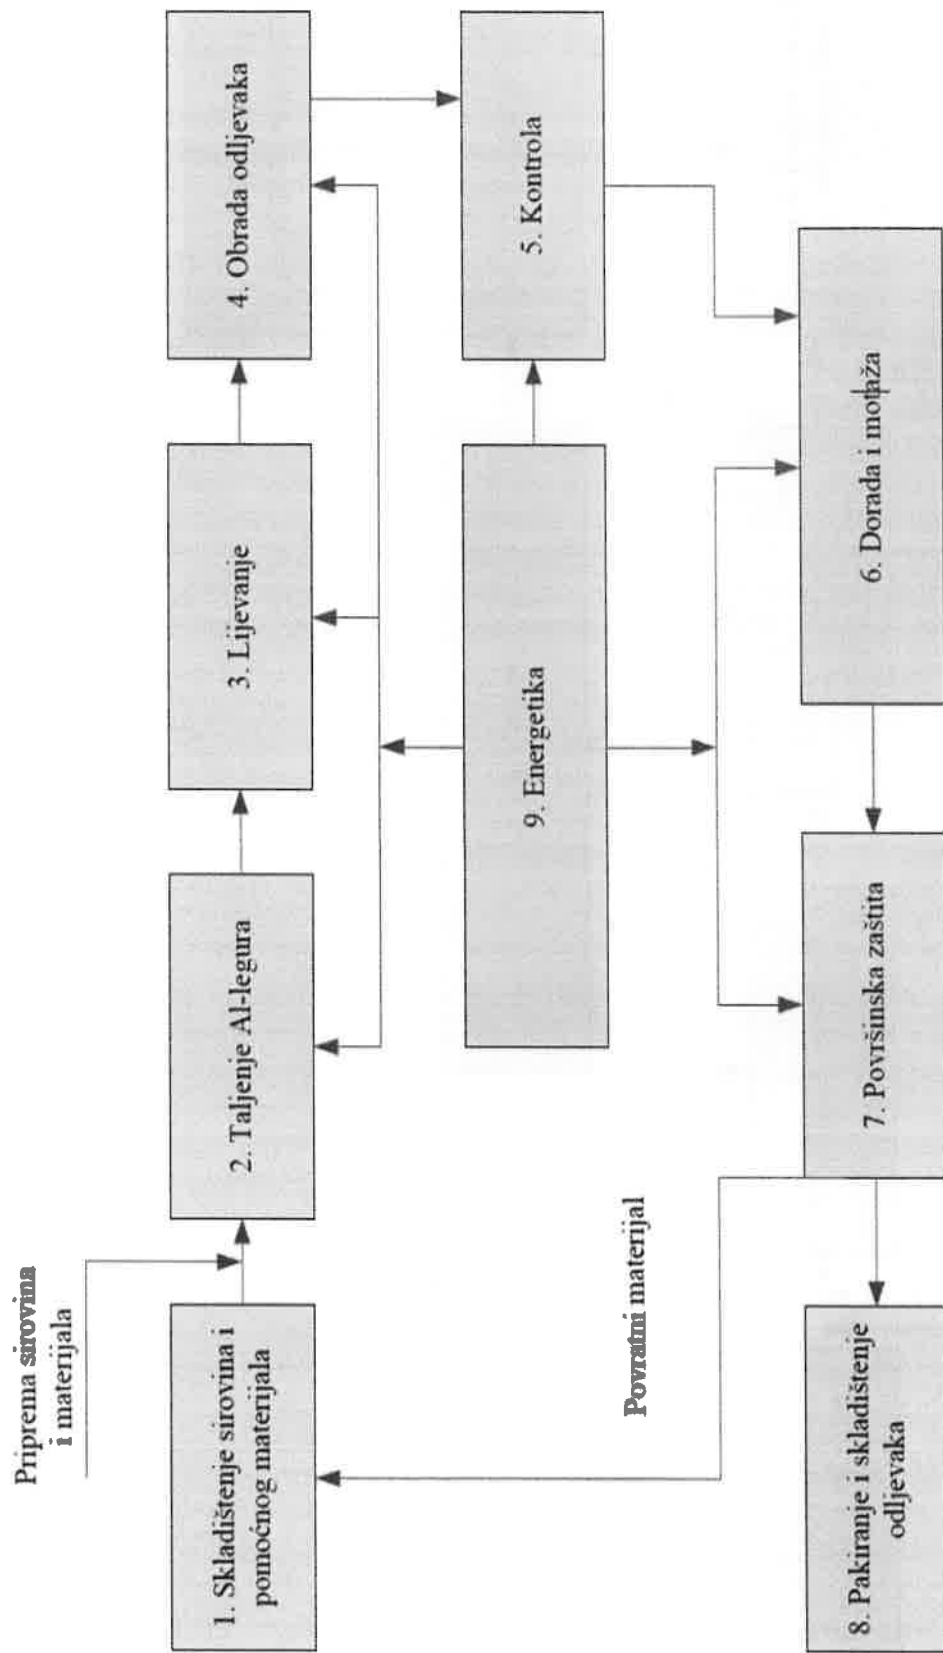 Priprema sirovina
i materijala
1. Skladištenje sirovina i
pomoćnog materijala
2. Taljenje Al-legura
3. Lijevanje
4. Obrada odljevaka
9. Energetika
5. Kontrola
Povratni materijal
8. Pakiranje i skladištenje
odljevaka
7. Površinska zaštita
6. Dorada i motaža